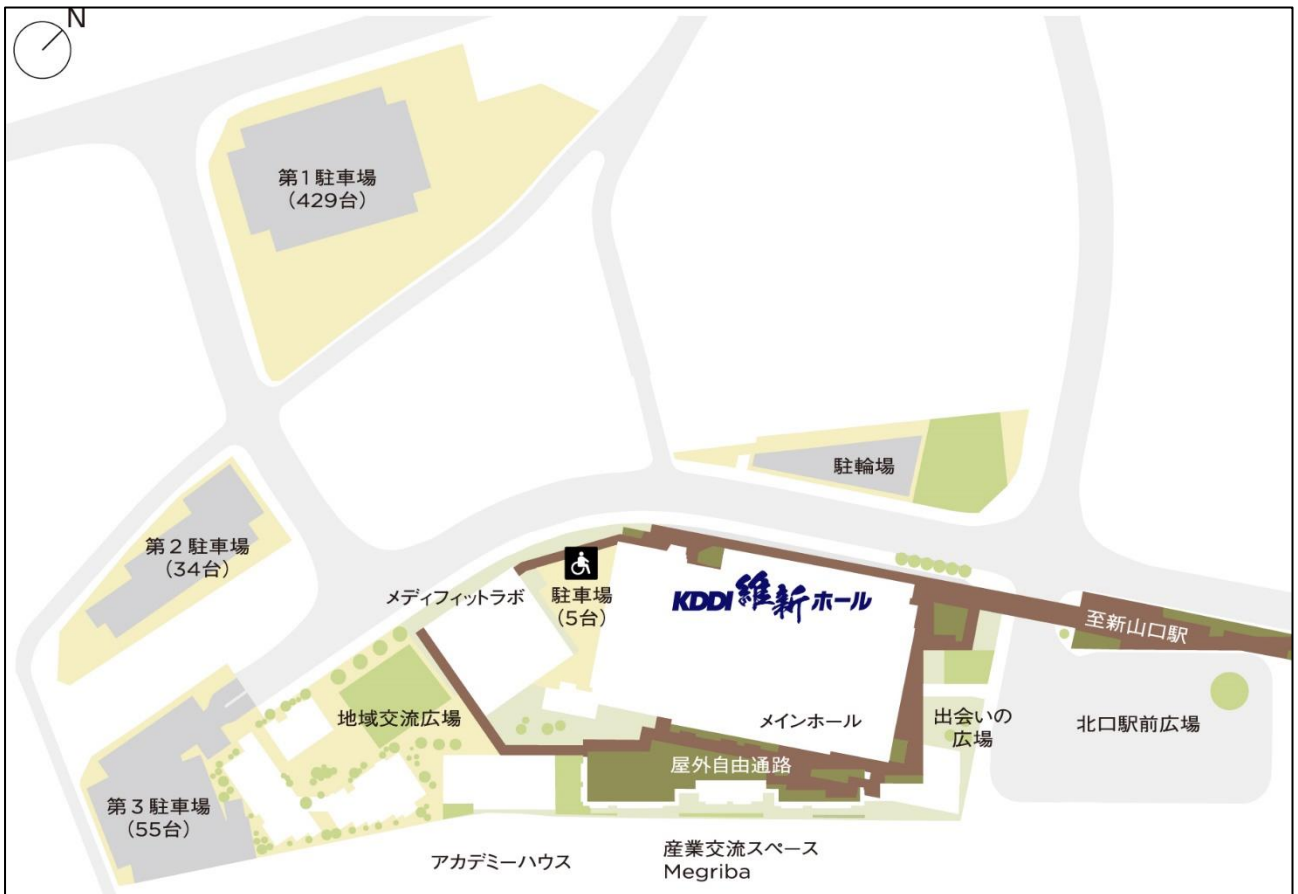 N
第1駐車場
(429台)
駐輪場
第2駐車場
(34台)
メディフィットラボ
駐車場
(5台)
KDDI 維新ホール
至新山口駅
地域交流広場
メインホール
出会いの
広場
北口駅前広場
屋外自由通路
第3駐車場
(55台)
アカデミーハウス
産業交流スペース
Megriba